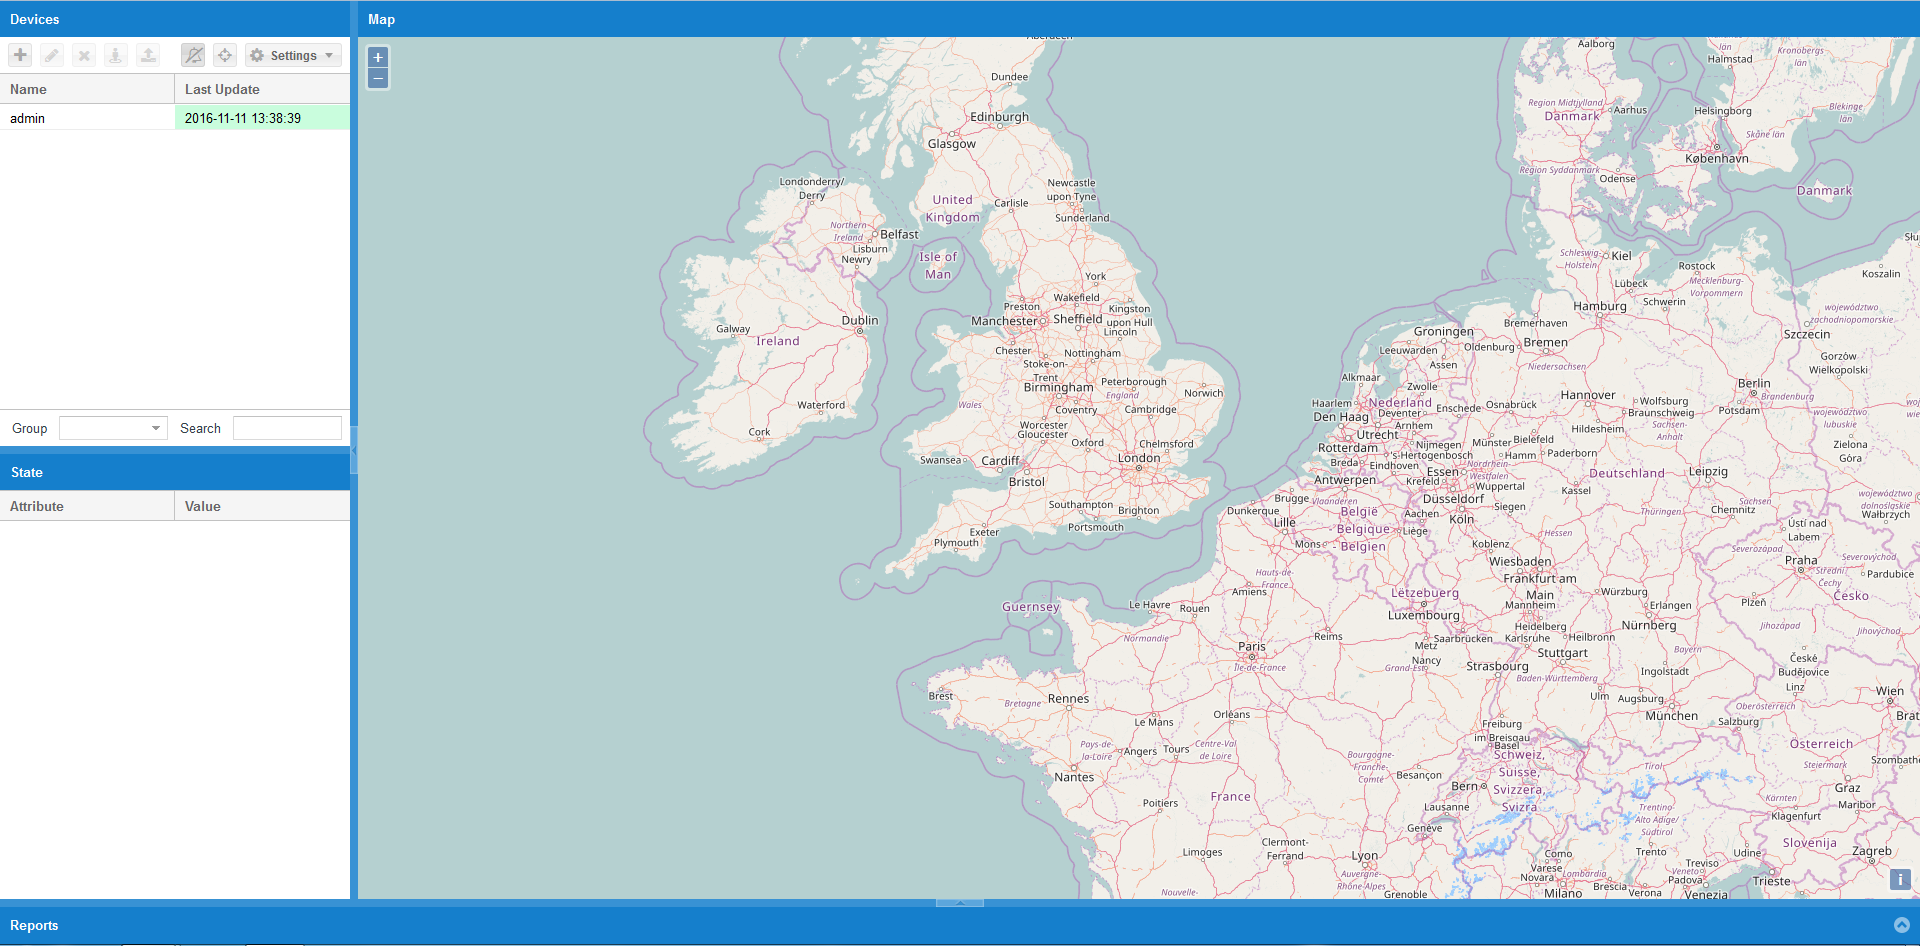 Devices
Map
Settings
Name
Last Update
admin
2016-11-11 13:38:39
Group
Search
State
Attribute
Value
Reports
+
−
Aberdeen
Dundee
Edinburgh
Glasgow
Londonderry/
Derry
United
Kingdom
Carlisle
Newcastle
upon Tyne
Sunderland
Northern
Ireland
Belfast
Lisburn
Newry
Isle of
Man
York
Preston
Wakefield
Kingston
upon Hull
Manchester
Sheffield
Lincoln
Dublin
Galway
Ireland
Chester
Nottingham
Stoke-on-
Trent
Birmingham
Peterborough
England
Norwich
Wales
Coventry
Cambridge
Waterford
Cork
Worcester
Gloucester
Oxford
Chelmsford
Swansea
Cardiff
London
Bristol
Southampton
Brighton
Portsmouth
Exeter
Plymouth
Guernsey
Aalborg
Halmstad
Kronobergs
län
Region Midtjylland
Danmark
Aarhus
Helsingborg
Blekinge
län
Skåne län
København
Region Syddanmark
Odense
Danmark
Schleswig-
Holstein
Kiel
Rostock
Koszalin
Lübeck
Schwerin
Mecklenburg-
Vorpommern
Hamburg
województwo
zachodniopomorskie
Szczecin
Groningen
Bremerhaven
Leeuwarden
Oldenburg
Bremen
Assen
Niedersachsen
Gorzów
Wielkopolski
Alkmaar
Zwolle
Berlin
Brandenburg
Potsdam
Haarlem
Nederland
Den Haag
Deventer
Enschede
Osnabrück
Hannover
Wolfsburg
Braunschweig
województwo
lubuskie
Utrecht
Arnhem
Hildesheim
Sachsen-
Anhalt
Rotterdam
Nijmegen
Münster
Bielefeld
Zielona
Góra
's-Hertogenbosch
Hamm
Paderborn
Breda
Eindhoven
Nordrhein-
Westfalen
Essen
Deutschland
Leipzig
Antwerpen
Krefeld
Wuppertal
Kassel
Düsseldorf
Brugge
Vlaanderen
Sachsen
Chemnitz
województwo
dolnośląskie
Wałbrzych
Dunkerque
België
Belgique
- Belgien
Aachen
Siegen
Thüringen
Lille
Köln
Mons
Liège
Hessen
Ústí nad
Labem
Koblenz
Severozápad
Severovýchod
Wiesbaden
Frankfurt am
Main
Praha
Střední
Čechy
Pardubice
Hauts-de-
France
Amiens
Lëtzebuerg
Luxembourg
Mannheim
Würzburg
Erlangen
Plzeň
Česko
Le Havre
Rouen
Heidelberg
Nürnberg
Jihozápad
Jihovýchod
Normandie
Reims
Saarbrücken
Karlsruhe
Heilbronn
Paris
Île-de-France
Metz
Nancy
Grand-Est
Stuttgart
Bayern
Strasbourg
Ingolstadt
České
Budějovice
Baden-Württemberg
Linz
Wien
Brest
Bretagne
Rennes
Ulm
Augsburg
Oberösterreich
Le Mans
Orléans
München
Salzburg
Brat
Freiburg
im Breisgau
Basel
Pays-de-
la-Loire
Angers
Tours
Centre-Val
de Loire
Schweiz,
Suisse,
Svizzera,
Svizra
Österreich
Steiermark
Szombathe
Nantes
Bourgogne-
Franche-
Comté
Besançon
Bern
Tirol
Graz
France
Poitiers
Lausanne
Trentino-
Alto Adige/
Südtirol
Kärnten
Maribor
Klagenfurt
Genève
Clermont-
Ferrand
Limoges
Lyon
Como
Trento
Udine
Slovenija
Zagreb
Varese
Treviso
Auvergne-
Rhône-Alpes
Novara
Lombardia
Veneto
Padova
Trieste
Nouvelle-
Grenoble
Milano
Brescia
Verona
Venezia